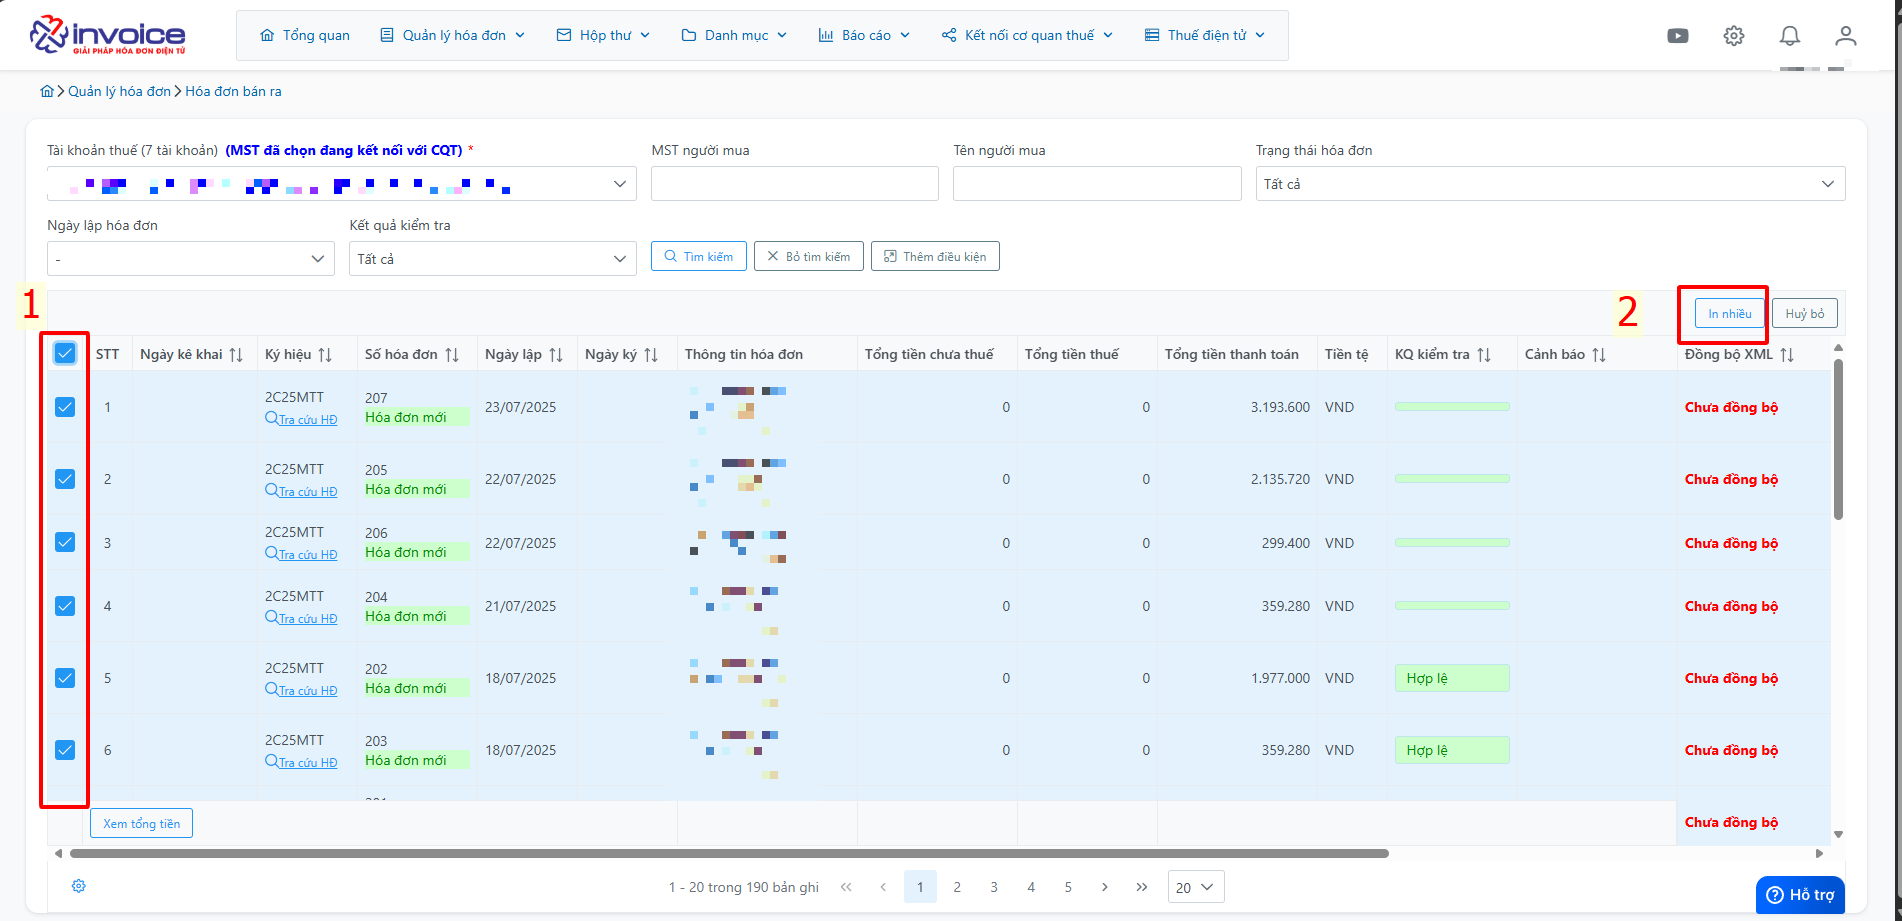 invoice
GIẢI PHÁP HÓA ĐƠN ĐIỆN TỬ
Tổng quan
Quản lý hóa đơn
Hộp thư
Danh mục
Báo cáo
Kết nối cơ quan thuế
Thuế điện tử
Quản lý hóa đơn > Hóa đơn bán ra
Tài khoản thuế (7 tài khoản) (MST đã chọn đang kết nối với CQT) *
MST người mua
Tên người mua
Trạng thái hóa đơn
Tất cả
Ngày lập hóa đơn
Kết quả kiểm tra
-
Tất cả
Tìm kiếm
Bỏ tìm kiếm
Thêm điều kiện
1
2
In nhiều
Huỷ bỏ
STT Ngày kê khai Ký hiệu Số hóa đơn Ngày lập Ngày ký Thông tin hóa đơn Tổng tiền chưa thuế Tổng tiền thuế Tổng tiền thanh toán Tiền tệ KQ kiểm tra Cảnh báo Đồng bộ XML
1 2C25MTT 207 23/07/2025 0 0 3.193.600 VND Chưa đồng bộ
Tra cứu HĐ Hóa đơn mới
2 2C25MTT 205 22/07/2025 0 0 2.135.720 VND Chưa đồng bộ
Tra cứu HĐ Hóa đơn mới
3 2C25MTT 206 22/07/2025 0 0 299.400 VND Chưa đồng bộ
Tra cứu HĐ Hóa đơn mới
4 2C25MTT 204 21/07/2025 0 0 359.280 VND Chưa đồng bộ
Tra cứu HĐ Hóa đơn mới
5 2C25MTT 202 18/07/2025 0 0 1.977.000 VND Hợp lệ Chưa đồng bộ
Tra cứu HĐ Hóa đơn mới
6 2C25MTT 203 18/07/2025 0 0 359.280 VND Hợp lệ Chưa đồng bộ
Tra cứu HĐ Hóa đơn mới
Xem tổng tiền Chưa đồng bộ
1 - 20 trong 190 bản ghi « ‹ 1 2 3 4 5 › » 20
Hỗ trợ